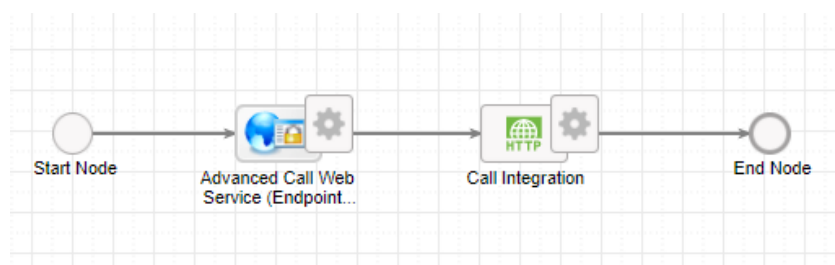 HTTP
Start Node
Advanced Call Web
Service (Endpoint...
Call Integration
End Node